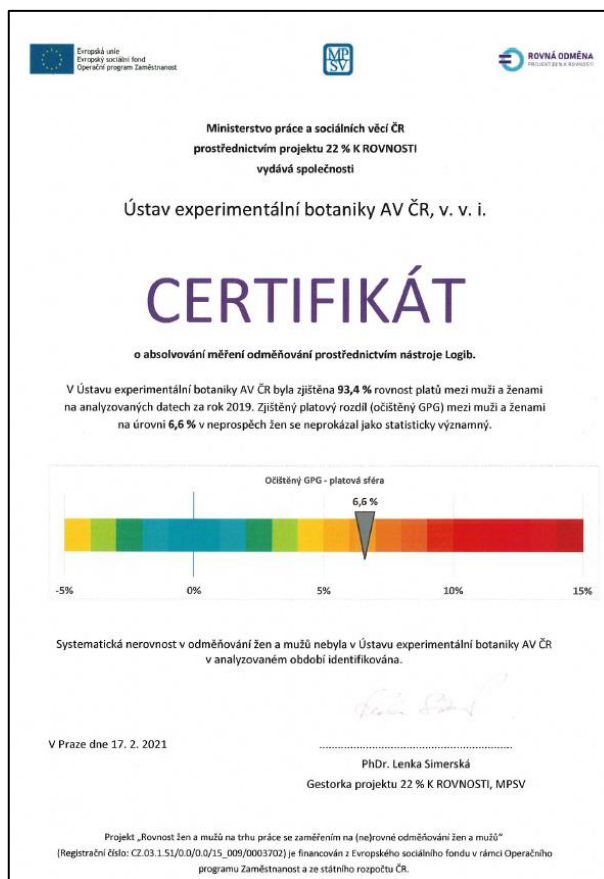 Evropská unie
Evropský sociální fond
Operační program Zaměstnanost
MP
SV
ROVNÁ ODMĚNA
Ministerstvo práce a sociálních věcí ČR
prostřednictvím projektu 22 % K ROVNOSTI
vydává společnosti
Ústav experimentální botaniky AV ČR, v. v. i.
CERTIFIKÁT
o absolvování měření odměňování prostřednictvím nástroje Logib.
V Ústavu experimentální botaniky AV ČR byla zjištěna 93,4 % rovnost platů mezi muži a ženami
na analyzovaných datech za rok 2019. Zjištěný platový rozdíl (očištěný GPG) mezi muži a ženami
na úrovni 6,6 % v neprospěch žen se neprokázal jako statisticky významný.
Očištěný GPG - platová sféra
6,6 %
-5% 0% 5% 10% 15%
Systematická nerovnost v odměňování žen a mužů nebyla v Ústavu experimentální botaniky AV ČR
v analyzovaném období identifikována.
V Praze dne 17. 2. 2021
PhDr. Lenka Simerská
Gestorka projektu 22 % K ROVNOSTI, MPSV
Projekt „Rovnost žen a mužů na trhu práce se zaměřením na (ne)rovné odměňování žen a mužů“
(Registrační číslo: CZ.03.1.51/0.0/0.0/15_009/0003702) je financován z Evropského sociálního fondu v rámci Operačního
programu Zaměstnanost a ze státního rozpočtu ČR.